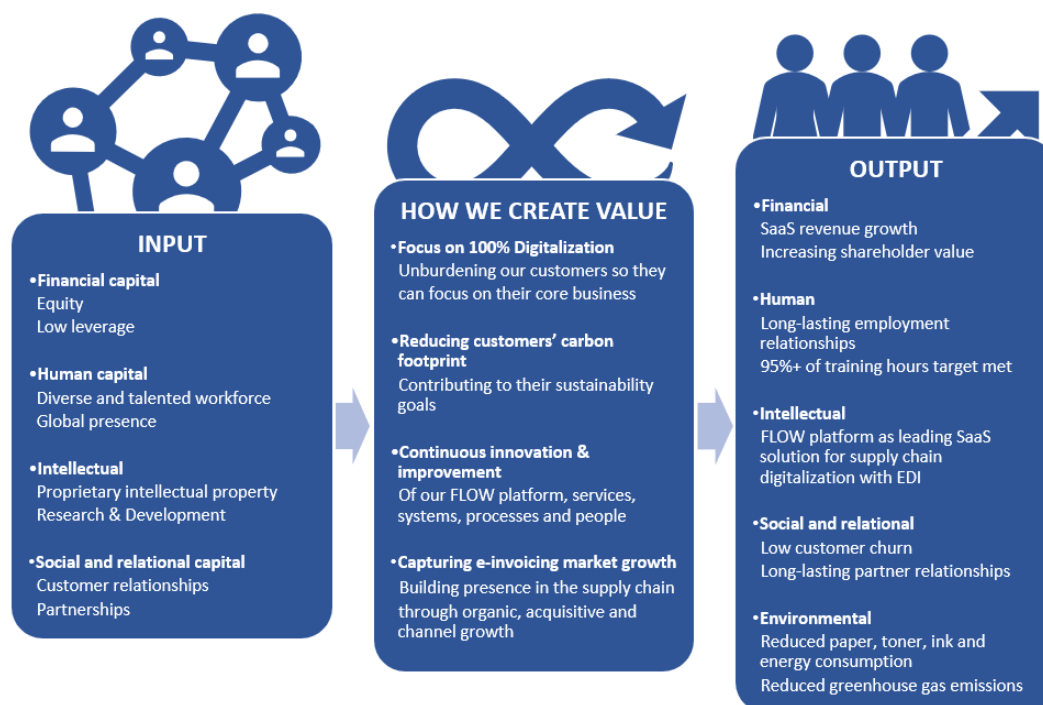 INPUT
•Financial capital
Equity
Low leverage
•Human capital
Diverse and talented workforce
Global presence
•Intellectual
Proprietary intellectual property
Research & Development
•Social and relational capital
Customer relationships
Partnerships
HOW WE CREATE VALUE
•Focus on 100% Digitalization
Unburdening our customers so they
can focus on their core business
•Reducing customers’ carbon
footprint
Contributing to their sustainability
goals
•Continuous innovation &
improvement
Of our FLOW platform, services,
systems, processes and people
•Capturing e-invoicing market growth
Building presence in the supply chain
through organic, acquisitive and
channel growth
OUTPUT
•Financial
SaaS revenue growth
Increasing shareholder value
•Human
Long-lasting employment
relationships
95%+ of training hours target met
•Intellectual
FLOW platform as leading SaaS
solution for supply chain
digitalization with EDI
•Social and relational
Low customer churn
Long-lasting partner relationships
•Environmental
Reduced paper, toner, ink and
energy consumption
Reduced greenhouse gas emissions